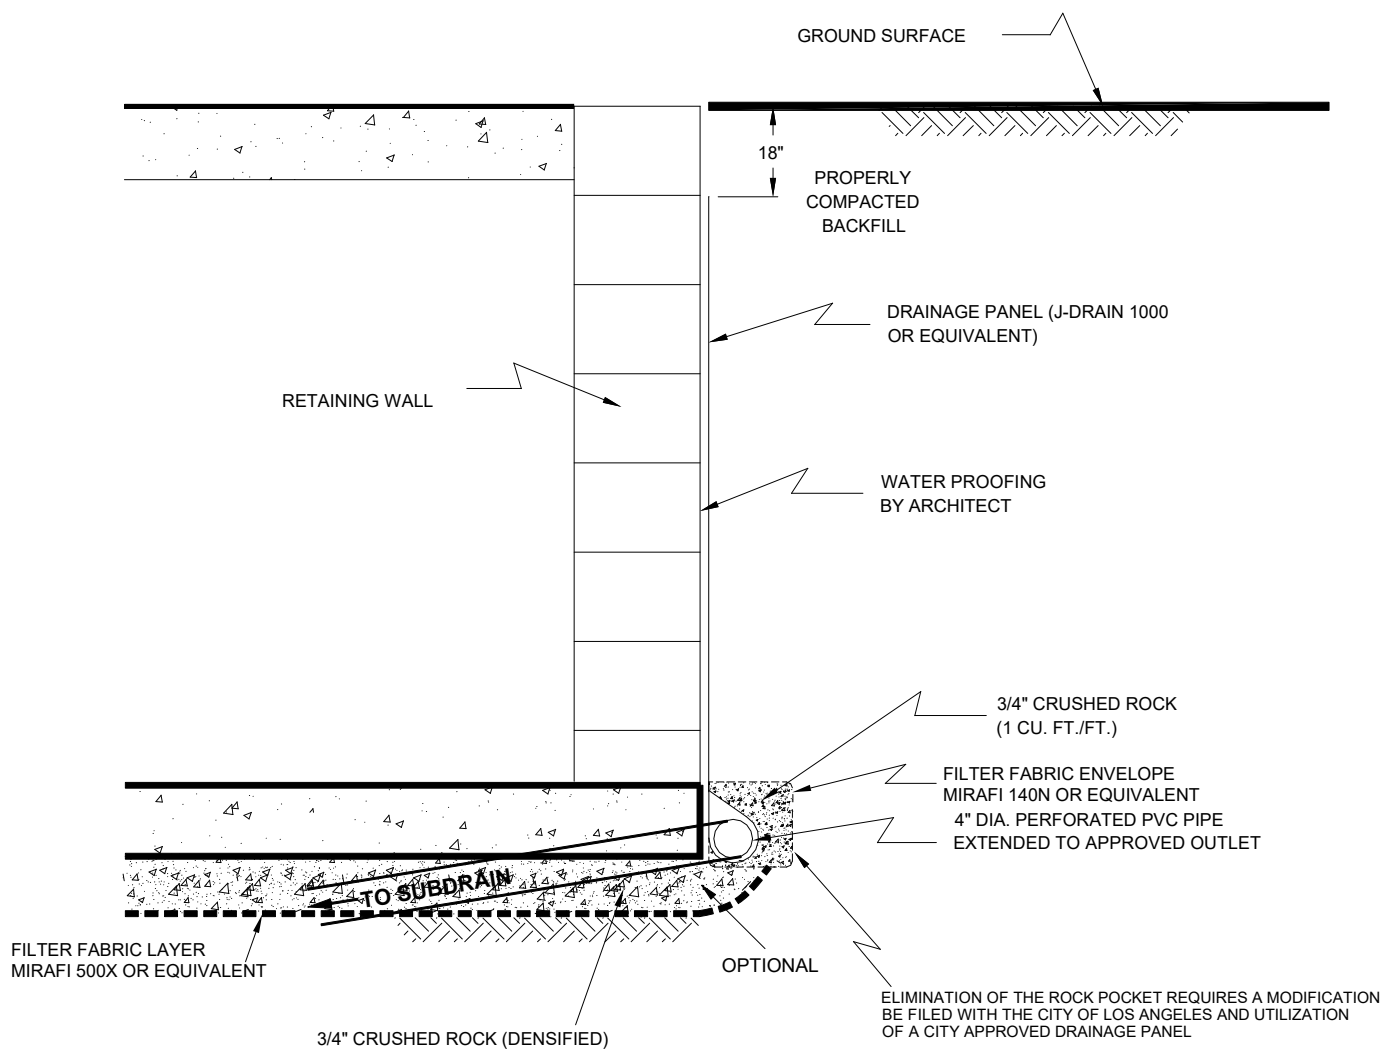 GROUND SURFACE
18"
PROPERLY
COMPACTED
BACKFILL
DRAINAGE PANEL (J-DRAIN 1000
OR EQUIVALENT)
RETAINING WALL
WATER PROOFING
BY ARCHITECT
3/4" CRUSHED ROCK
(1 CU. FT./FT.)
FILTER FABRIC ENVELOPE
MIRAFI 140N OR EQUIVALENT
4" DIA. PERFORATED PVC PIPE
EXTENDED TO APPROVED OUTLET
TO SUBDRAIN
FILTER FABRIC LAYER
MIRAFI 500X OR EQUIVALENT
OPTIONAL
ELIMINATION OF THE ROCK POCKET REQUIRES A MODIFICATION
BE FILED WITH THE CITY OF LOS ANGELES AND UTILIZATION
OF A CITY APPROVED DRAINAGE PANEL
3/4" CRUSHED ROCK (DENSIFIED)